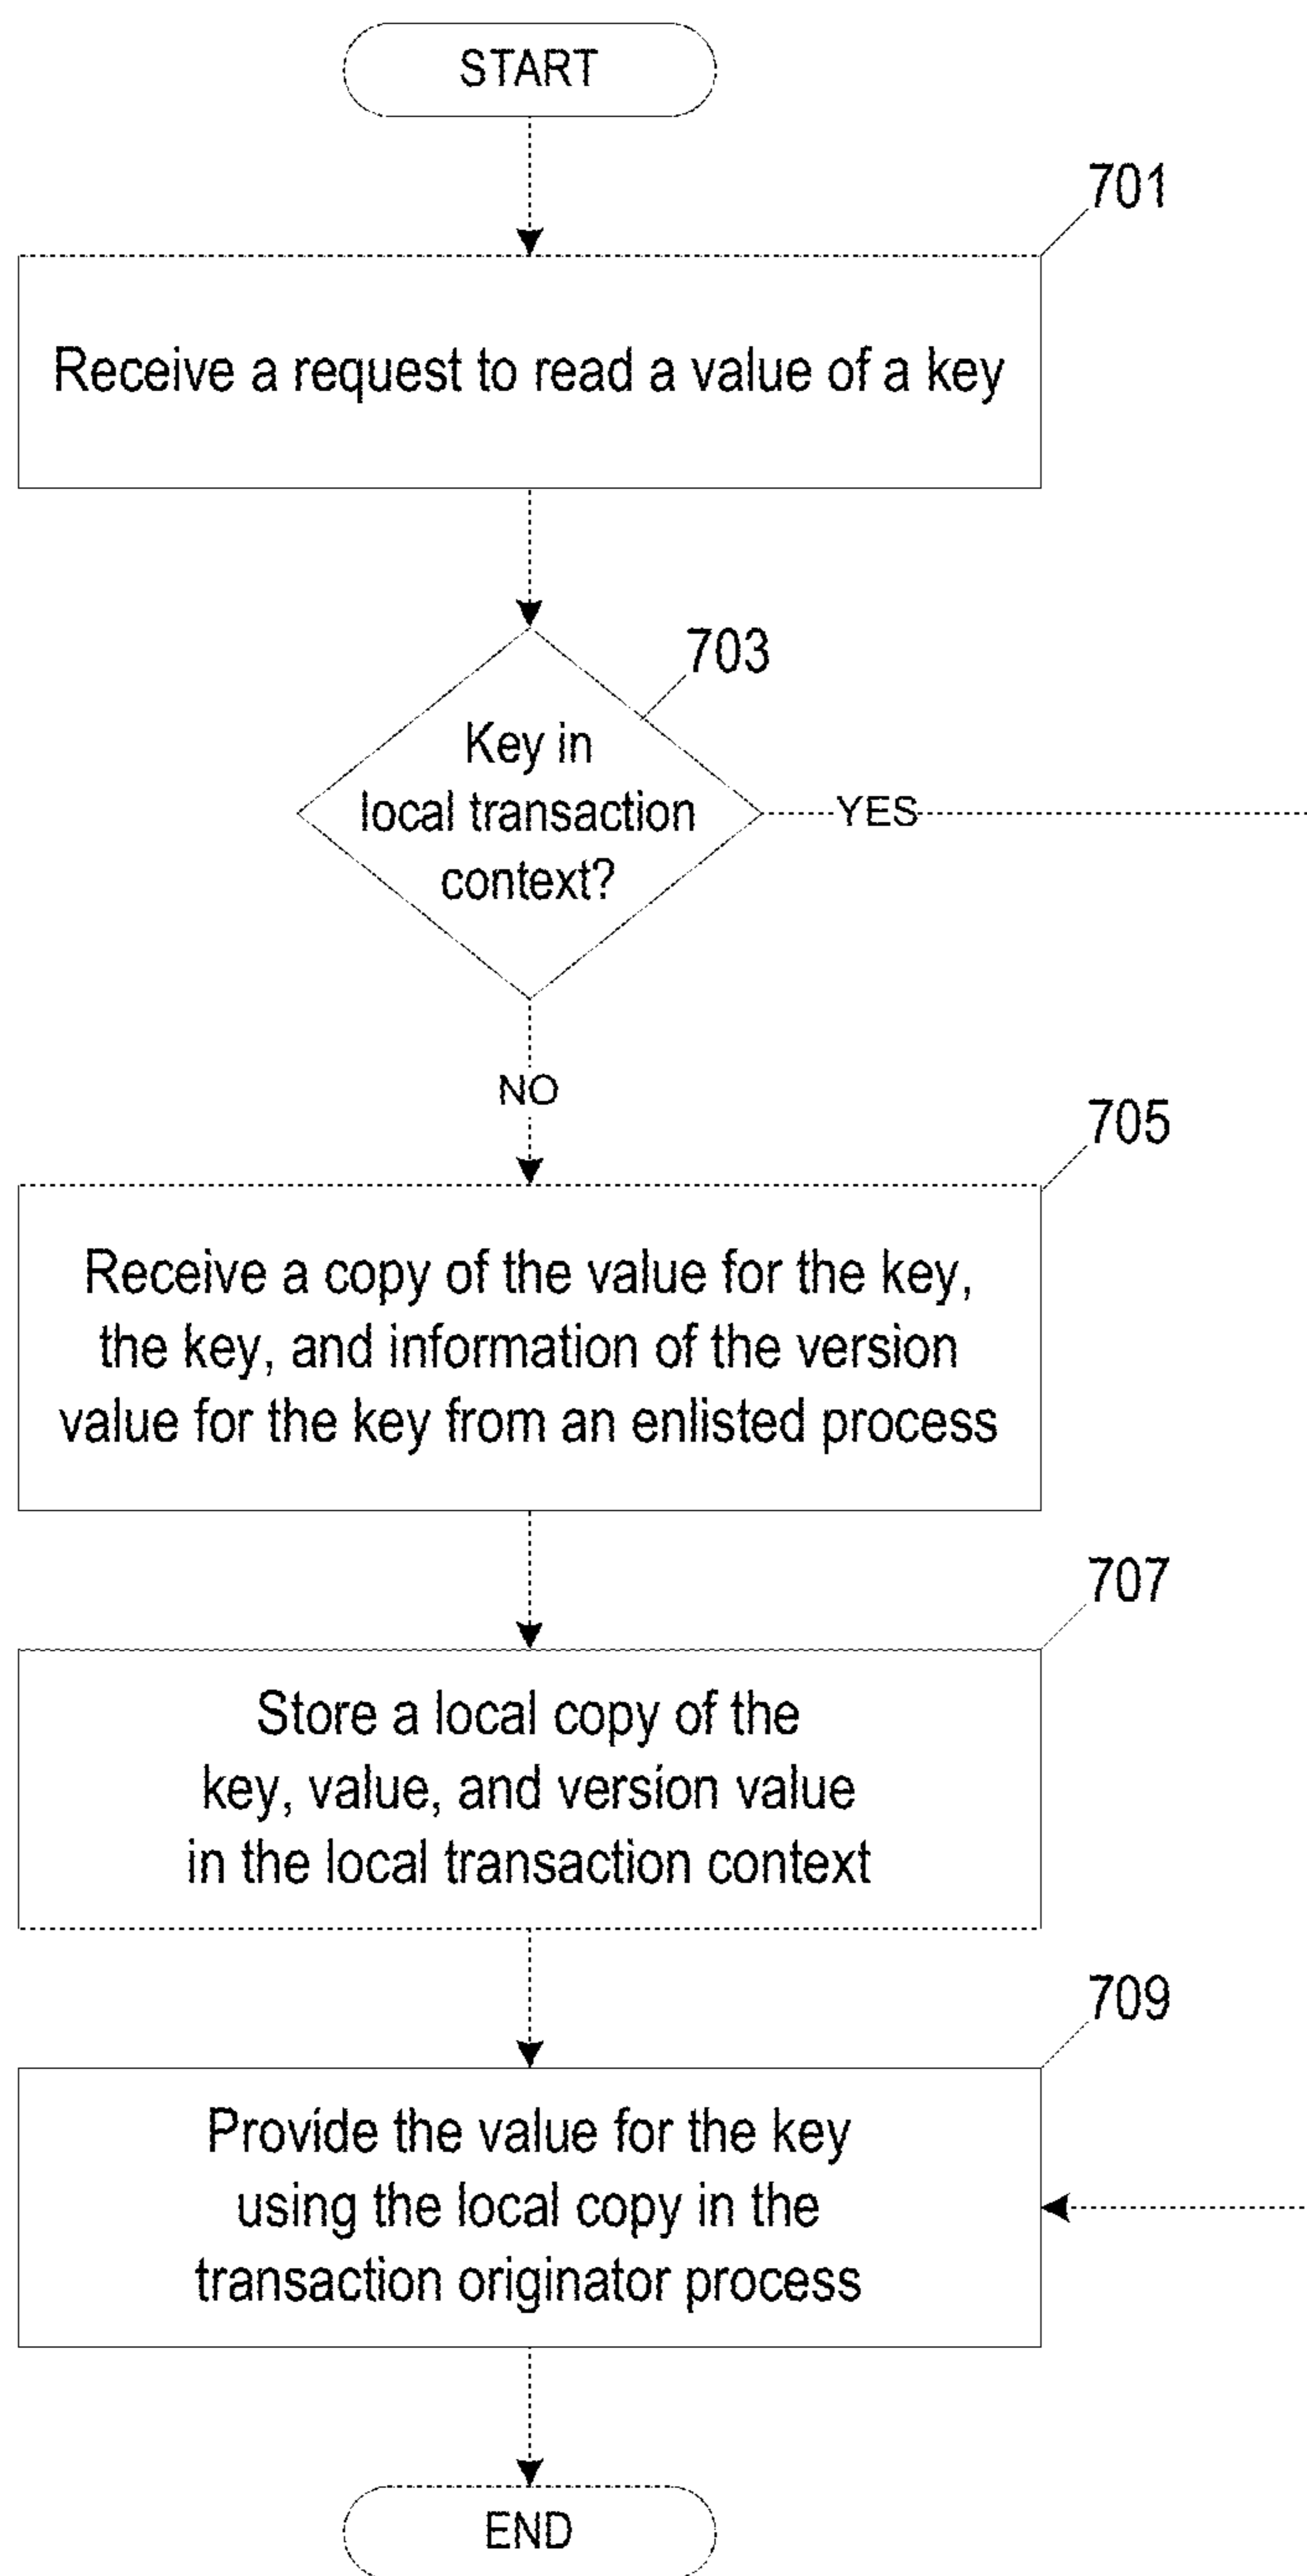 START
701
Receive a request to read a value of a key
703
Key in
local transaction
context?
YES
NO
705
Receive a copy of the value for the key,
the key, and information of the version
value for the key from an enlisted process
707
Store a local copy of the
key, value, and version value
in the local transaction context
709
Provide the value for the key
using the local copy in the
transaction originator process
END